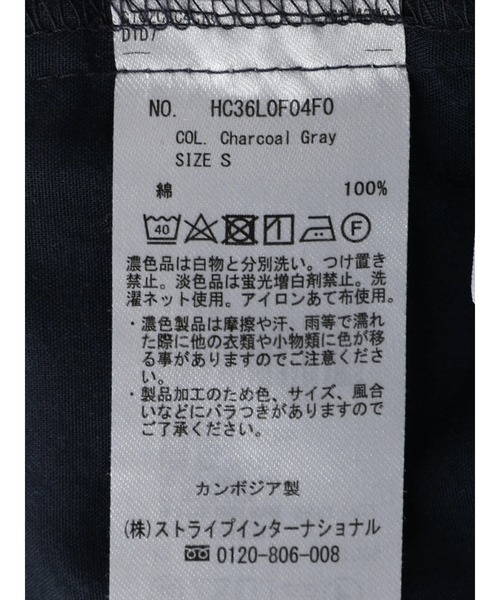 D1D7
NO. HC36L0F04F0
COL. Charcoal Gray
SIZE S
綿 100%
40 F
濃色品は白物と分別洗い。つけ置き
禁止。淡色品は蛍光増白剤禁止。洗
濯ネット使用。アイロンあて布使用。
・濃色製品は摩擦や汗、雨等で濡れ
た際に他の衣類や小物類に色が移
る事がありますのでご注意くださ
い。
・製品加工のため色、サイズ、風合
いなどにバラつきがありますので
ご了承ください。
カンボジア製
(株)ストライプインターナショナル
0120-806-008